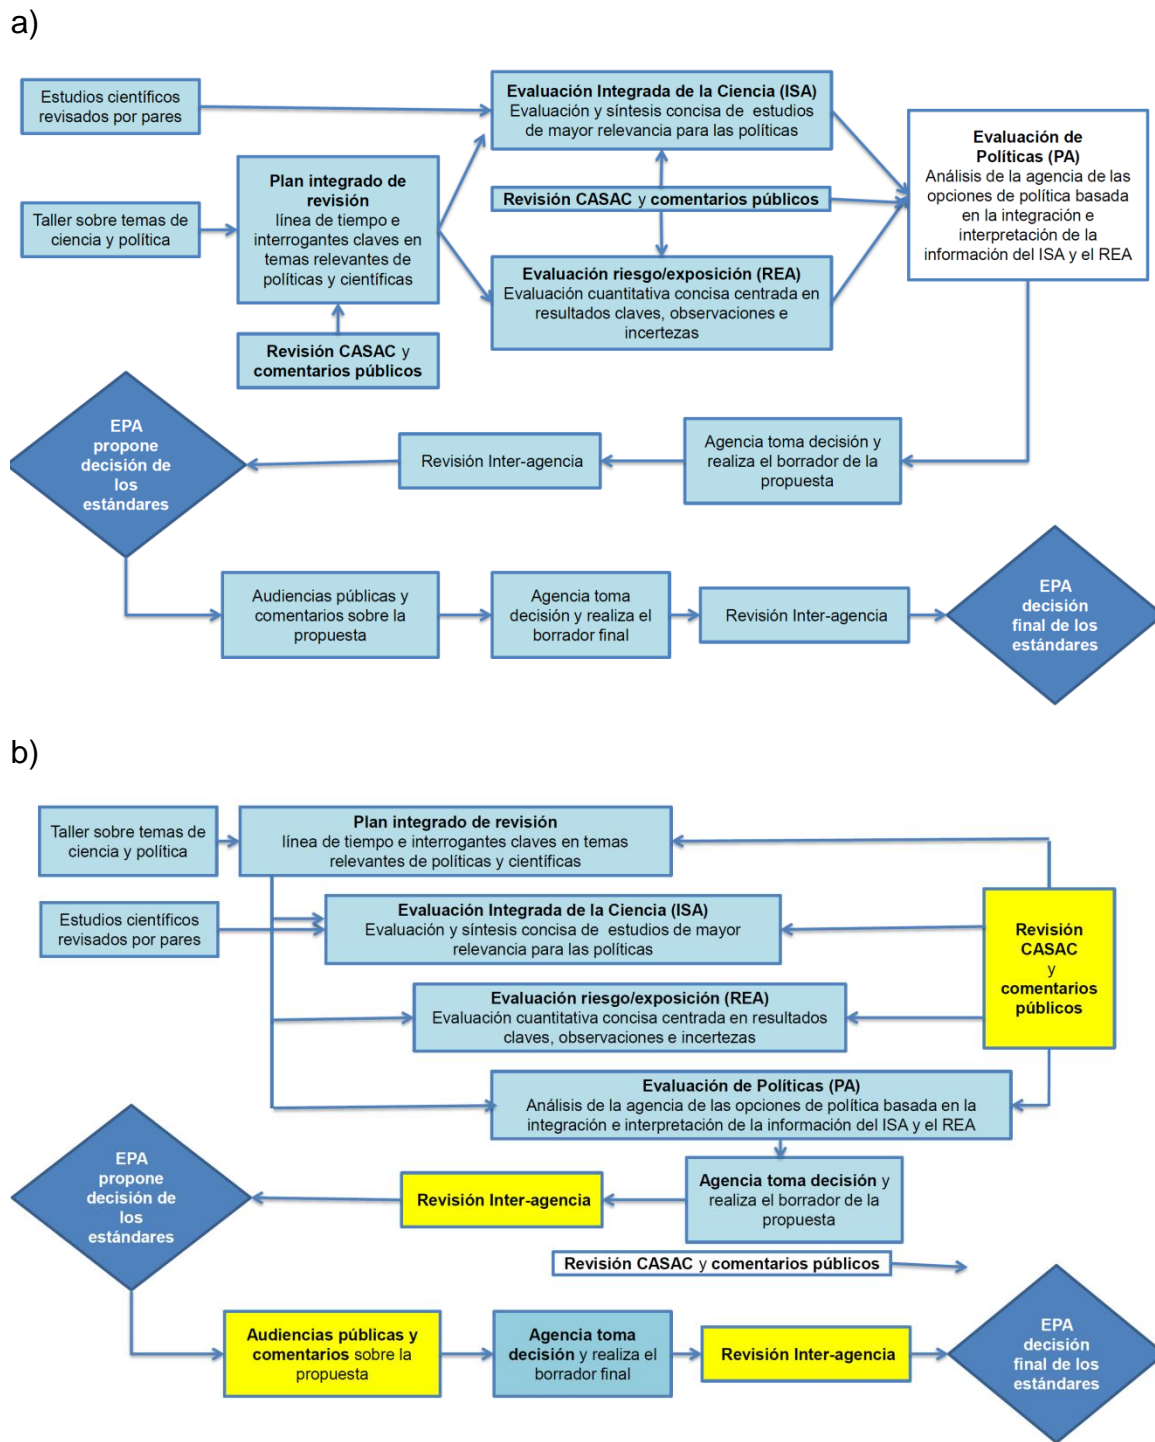 a)
Estudios científicos
revisados por pares
Evaluación Integrada de la Ciencia (ISA)
Evaluación y síntesis concisa de estudios
de mayor relevancia para las políticas
Evaluación de
Políticas (PA)
Análisis de la agencia de las
opciones de política basada
en la integración e
interpretación de la
información del ISA y el REA
Plan integrado de
revisión
línea de tiempo e
interrogantes claves en
temas relevantes de
políticas y científicas
Revisión CASAC y comentarios públicos
Taller sobre temas de
ciencia y política
Evaluación riesgo/exposición (REA)
Evaluación cuantitativa concisa centrada en
resultados claves, observaciones e
incertezas
Revisión CASAC y
comentarios públicos
EPA
propone
decisión de
los
estándares
Revisión Inter-agencia
Agencia toma decisión y
realiza el borrador de la
propuesta
Audiencias públicas y
comentarios sobre la
propuesta
Agencia toma
decisión y realiza el
borrador final
Revisión Inter-agencia
EPA
decisión
final de los
estándares
b)
Taller sobre temas de
ciencia y política
Plan integrado de revisión
línea de tiempo e interrogantes claves en temas
relevantes de políticas y científicas
Estudios científicos
revisados por pares
Evaluación Integrada de la Ciencia (ISA)
Evaluación y síntesis concisa de estudios de mayor
relevancia para las políticas
Revisión
CASAC
y
comentarios
públicos
Evaluación riesgo/exposición (REA)
Evaluación cuantitativa concisa centrada en resultados
claves, observaciones e incertezas
Evaluación de Políticas (PA)
Análisis de la agencia de las opciones de política basada en la
integración e interpretación de la información del ISA y el REA
EPA
propone
decisión de
los
estándares
Revisión Inter-agencia
Agencia toma decisión y
realiza el borrador de la
propuesta
Revisión CASAC y comentarios públicos
Audiencias públicas y
comentarios sobre la
propuesta
Agencia toma
decisión y realiza el
borrador final
Revisión Inter-agencia
EPA
decisión
final de los
estándares